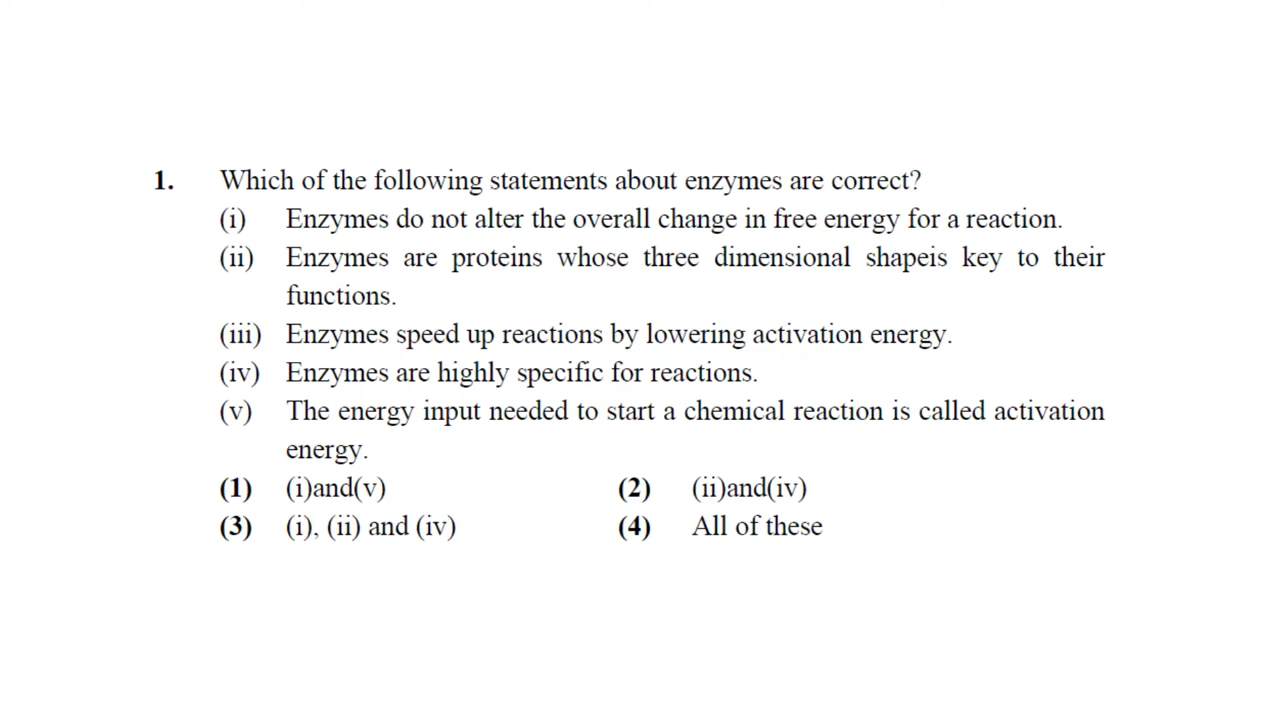 1. Which of the following statements about enzymes are correct?
(i) Enzymes do not alter the overall change in free energy for a reaction.
(ii) Enzymes are proteins whose three dimensional shapeis key to their
functions.
(iii) Enzymes speed up reactions by lowering activation energy.
(iv) Enzymes are highly specific for reactions.
(v) The energy input needed to start a chemical reaction is called activation
energy.
(1) (i)and(v) (2) (ii)and(iv)
(3) (i), (ii) and (iv) (4) All of these